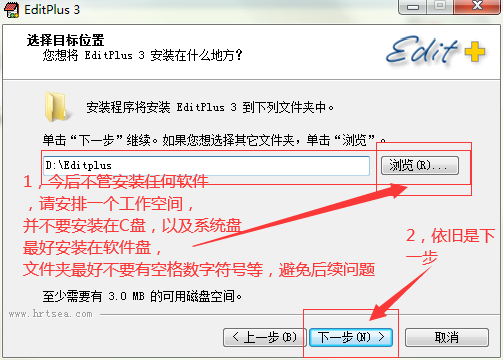 EditPlus 3
选择目标位置
您想将 EditPlus 3 安装在什么地方?
Edit+
安装程序将安装 EditPlus 3 到下列文件夹中。
单击“下一步”继续。如果您想选择其它文件夹，单击“浏览”。
D:\Editplus
浏览(R)...
1，今后不管安装任何软件
，请安排一个工作空间，
并不要安装在C盘，以及系统盘
最好安装在软件盘，
文件夹最好不要有空格数字符号等，避免后续问题
2，依旧是下
一步
至少需要有 3.0 MB 的可用磁盘空间。
www.hrtsea.com
< 上一步(B)
下一步(N) >
取消